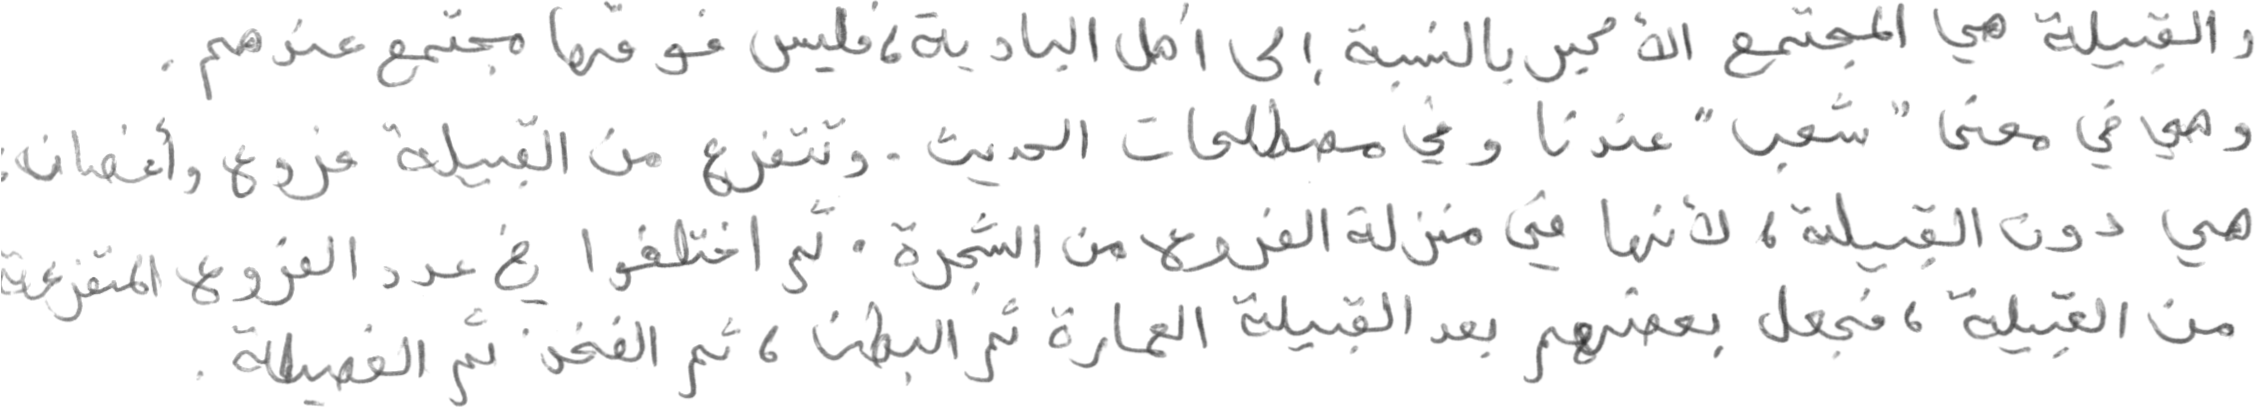 والقبيلة هي المجتمع الأكبر بالنسبة إلى أهل البادية، فليس فوقها مجتمع عندهم.
وهي في معنى "شعب" عندنا وفي مصطلحات الحديث. وتتفرع من القبيلة فروع وأغصان:
هي دون القبيلة، لأنها في منزلة الفروع من الشجرة. ثم اختلفوا في عدد الفروع المتفرعة
من القبيلة، فجعل بعضهم بعد القبيلة العمارة ثم البطن، ثم الفخذ ثم الفصيلة.